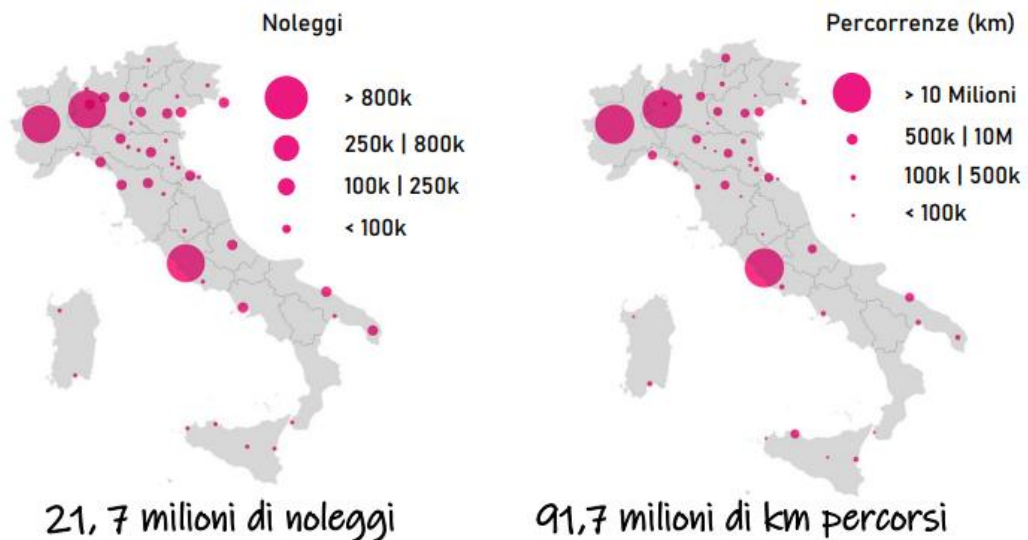 Noleggi
> 800k
250k | 800k
100k | 250k
< 100k
21, 7 milioni di noleggi
Percorrenze (km)
> 10 Milioni
500k | 10M
100k | 500k
< 100k
91,7 milioni di km percorsi